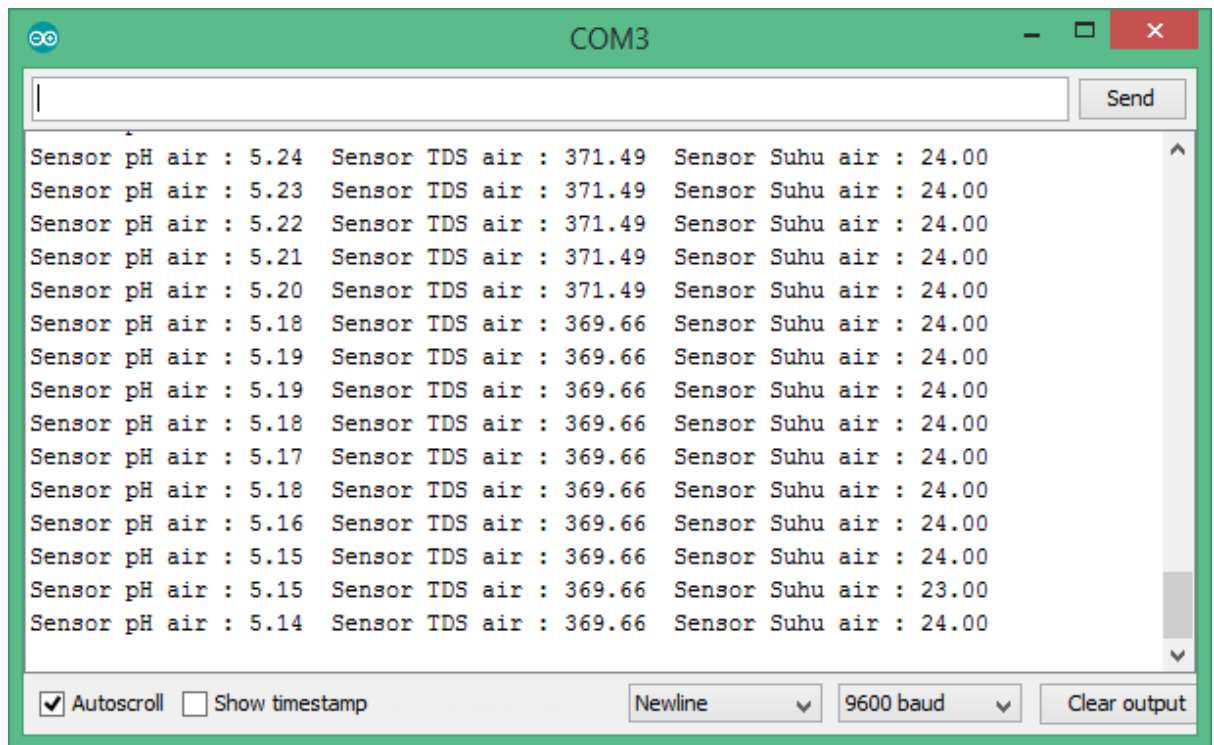 COM3
Send
Sensor pH air : 5.24 Sensor TDS air : 371.49 Sensor Suhu air : 24.00
Sensor pH air : 5.23 Sensor TDS air : 371.49 Sensor Suhu air : 24.00
Sensor pH air : 5.22 Sensor TDS air : 371.49 Sensor Suhu air : 24.00
Sensor pH air : 5.21 Sensor TDS air : 371.49 Sensor Suhu air : 24.00
Sensor pH air : 5.20 Sensor TDS air : 371.49 Sensor Suhu air : 24.00
Sensor pH air : 5.18 Sensor TDS air : 369.66 Sensor Suhu air : 24.00
Sensor pH air : 5.19 Sensor TDS air : 369.66 Sensor Suhu air : 24.00
Sensor pH air : 5.19 Sensor TDS air : 369.66 Sensor Suhu air : 24.00
Sensor pH air : 5.18 Sensor TDS air : 369.66 Sensor Suhu air : 24.00
Sensor pH air : 5.17 Sensor TDS air : 369.66 Sensor Suhu air : 24.00
Sensor pH air : 5.18 Sensor TDS air : 369.66 Sensor Suhu air : 24.00
Sensor pH air : 5.16 Sensor TDS air : 369.66 Sensor Suhu air : 24.00
Sensor pH air : 5.15 Sensor TDS air : 369.66 Sensor Suhu air : 24.00
Sensor pH air : 5.15 Sensor TDS air : 369.66 Sensor Suhu air : 23.00
Sensor pH air : 5.14 Sensor TDS air : 369.66 Sensor Suhu air : 24.00
Autoscroll Show timestamp Newline 9600 baud Clear output